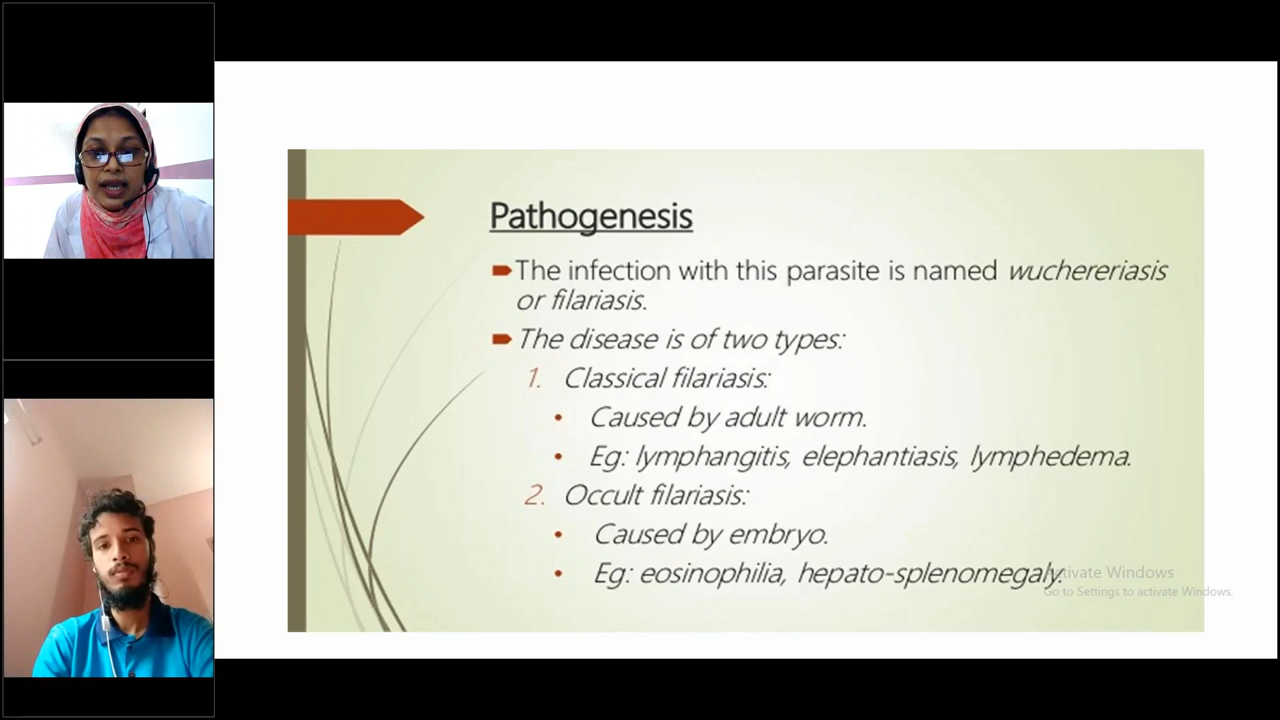 Pathogenesis
The infection with this parasite is named wuchereriasis
or filariasis.
The disease is of two types:
1. Classical filariasis:
• Caused by adult worm.
• Eg: lymphangitis, elephantiasis, lymphedema.
2. Occult filariasis:
• Caused by embryo.
• Eg: eosinophilia, hepato-splenomegaly.
Activate Windows
Go to Settings to activate Windows.